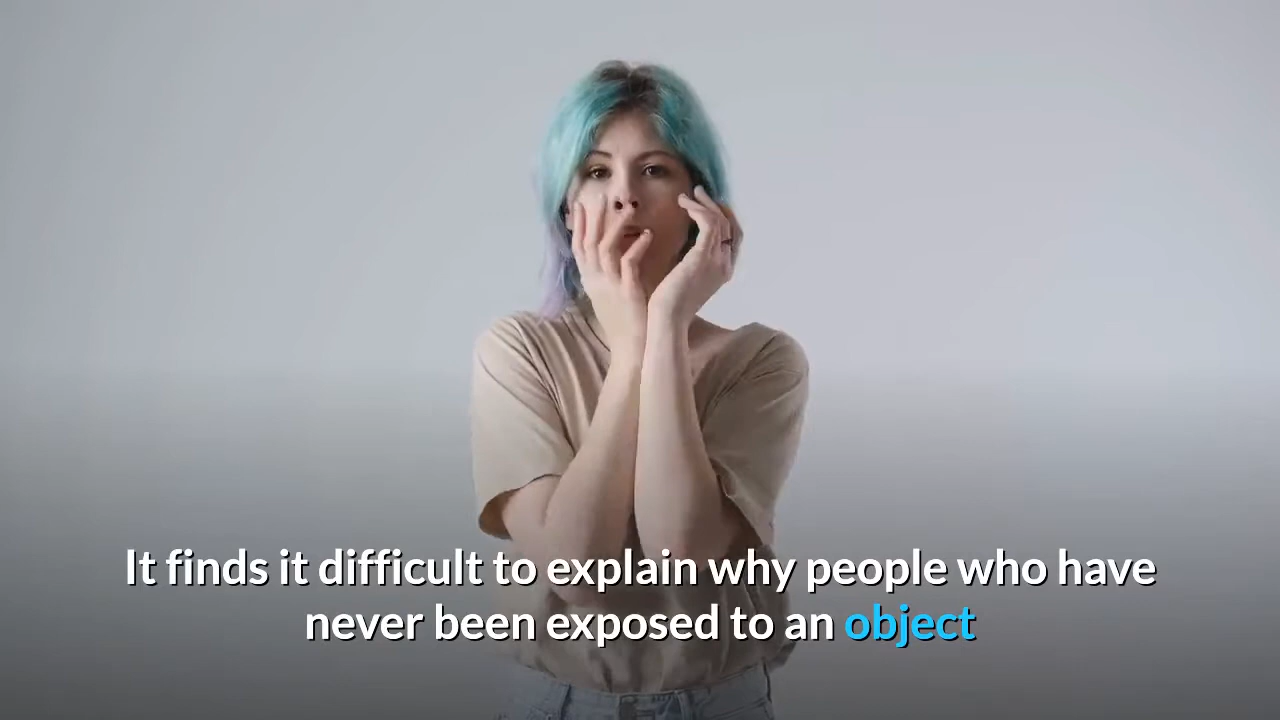 It finds it difficult to explain why people who have
never been exposed to an object